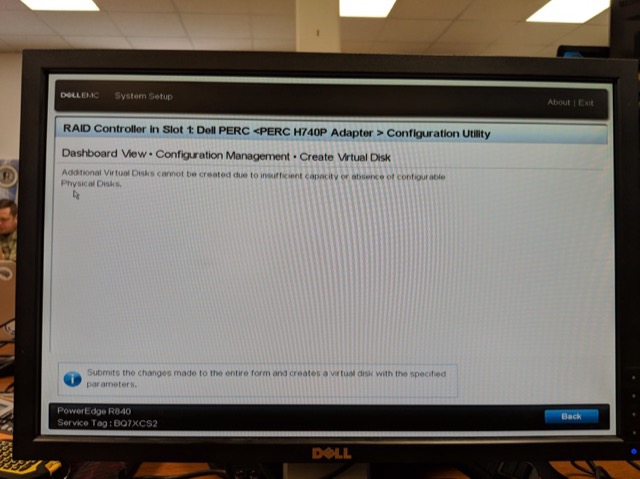 DELLEMC System Setup
About | Exit
RAID Controller in Slot 1: Dell PERC <PERC H740P Adapter > Configuration Utility
Dashboard View • Configuration Management • Create Virtual Disk
Additional Virtual Disks cannot be created due to insufficient capacity or absence of configurable
Physical Disks.
Submits the changes made to the entire form and creates a virtual disk with the specified
parameters.
PowerEdge R840
Service Tag : BQ7XCS2
Back
DELL